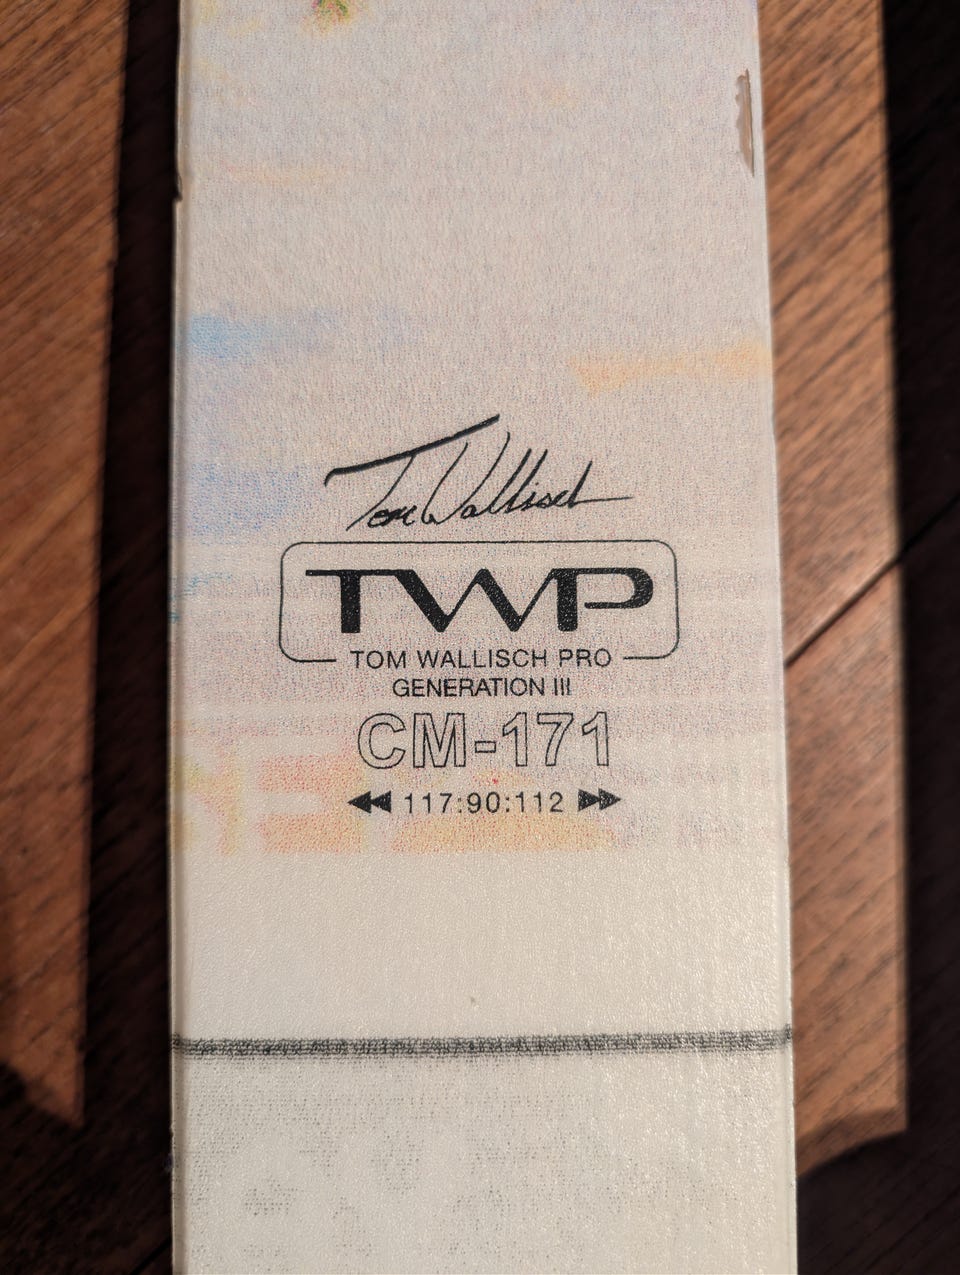 Tom Wallisch
TWP
TOM WALLISCH PRO
GENERATION III
CM-171
117:90:112